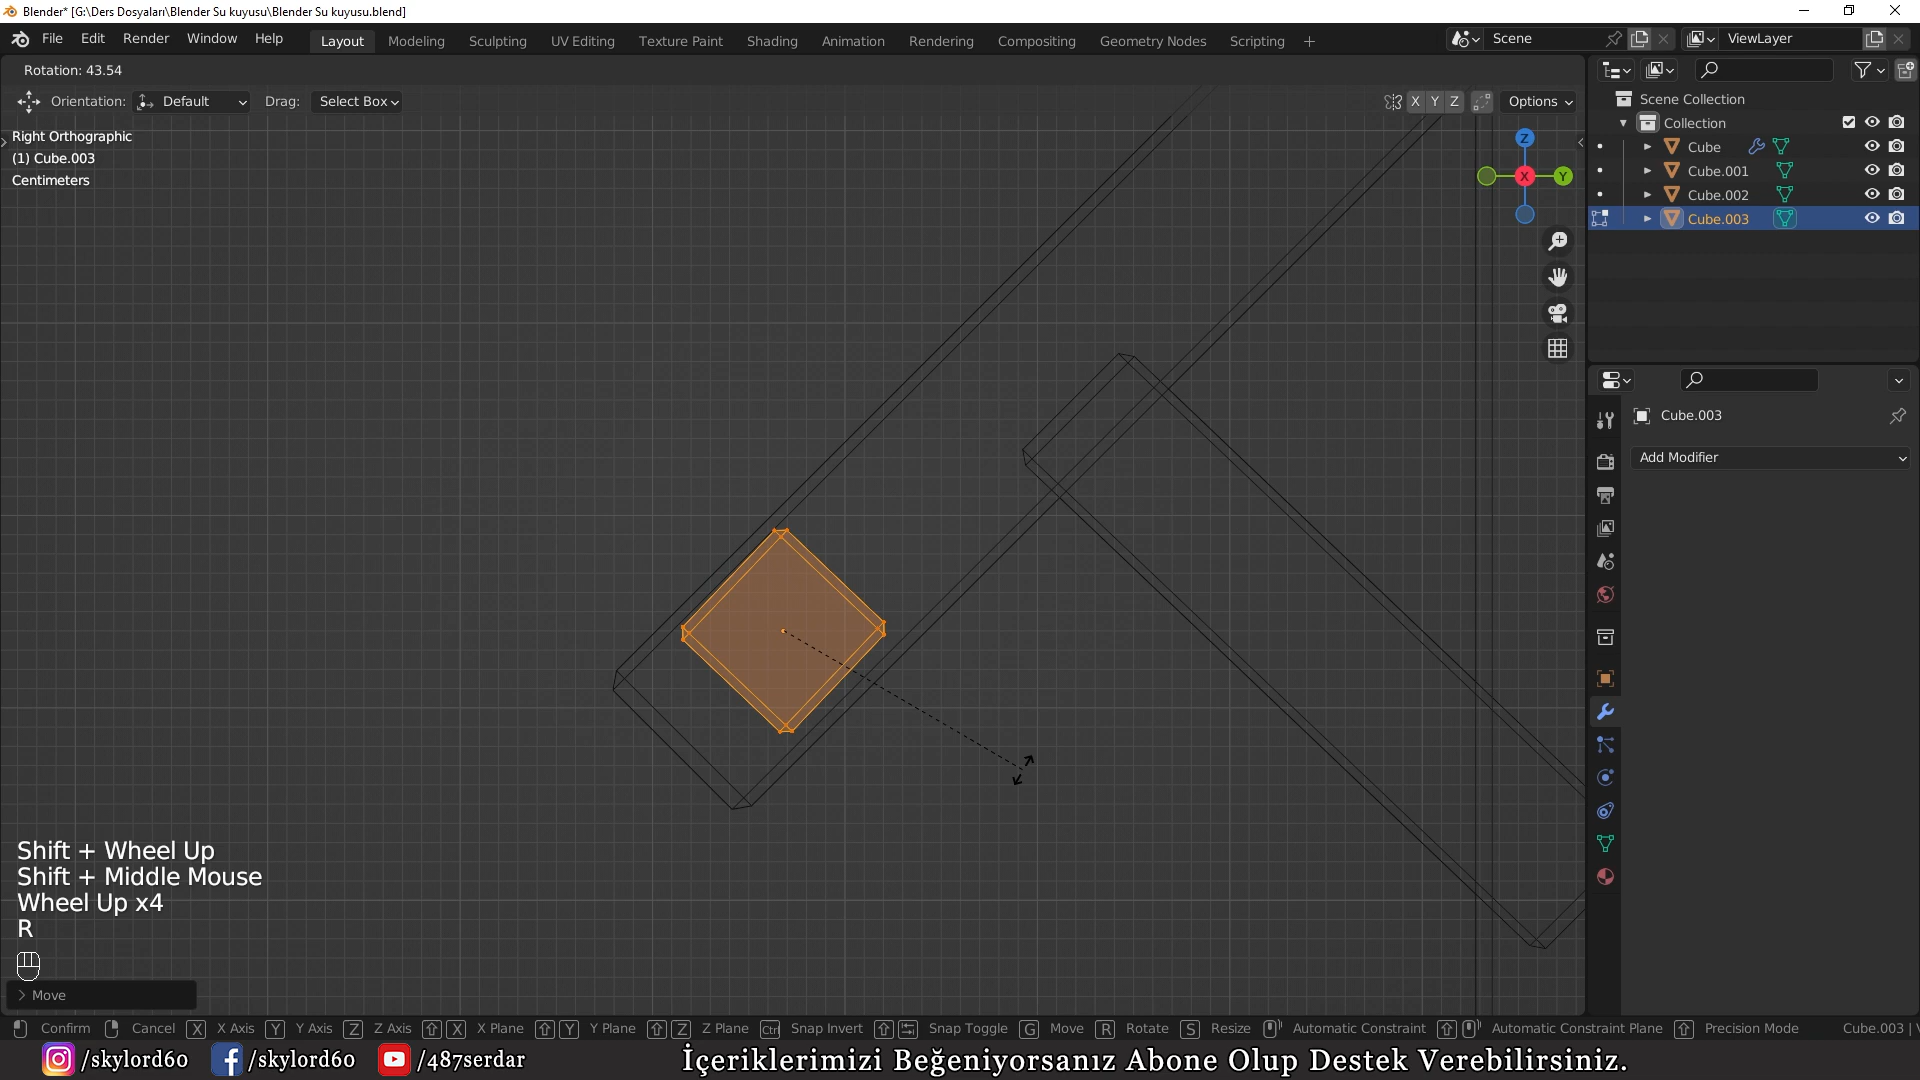 Blender* [G:\Ders Dosyaları\Blender Su kuyusu\Blender Su kuyusu.blend]
File Edit Render Window Help Layout Modeling Sculpting UV Editing Texture Paint Shading Animation Rendering Compositing Geometry Nodes Scripting + Scene ViewLayer
Rotation: 43.54
Orientation: Default Drag: Select Box X Y Z Options
Right Orthographic
(1) Cube.003
Centimeters
Z
X Y
Scene Collection
Collection
Cube
Cube.001
Cube.002
Cube.003
Cube.003
Add Modifier
Shift + Wheel Up
Shift + Middle Mouse
Wheel Up x4
R
Move
Confirm Cancel X X Axis Y Y Axis Z Z Axis X X Plane Y Y Plane Z Z Plane Ctrl Snap Invert Snap Toggle G Move R Rotate S Resize Automatic Constraint Automatic Constraint Plane Precision Mode Cube.003 |
/skylord60 /skylord60 /487serdar İçeriklerimizi Beğeniyorsanız Abone Olup Destek Verebilirsiniz.